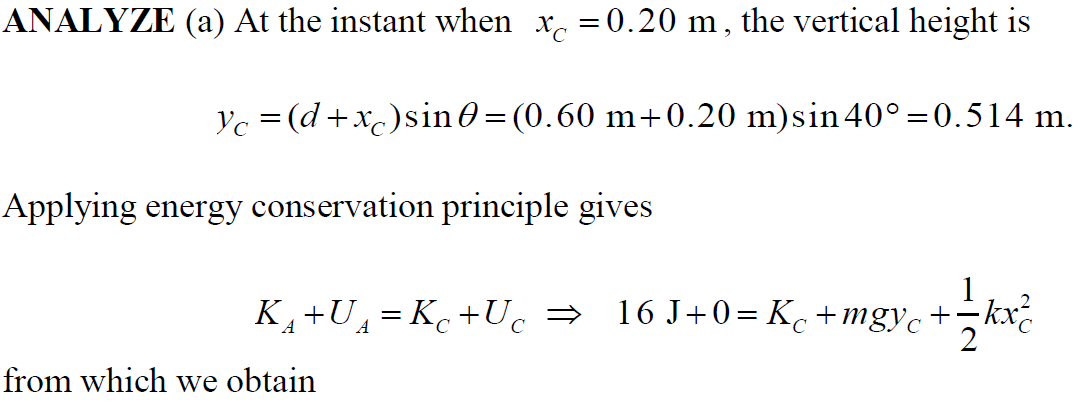 ANALYZE (a) At the instant when x_C = 0.20 m, the vertical height is
y_C = (d + x_C) sin θ = (0.60 m + 0.20 m) sin 40° = 0.514 m.
Applying energy conservation principle gives
K_A + U_A = K_C + U_C ⇒ 16 J + 0 = K_C + mgy_C + \frac{1}{2} kx_C^2
from which we obtain